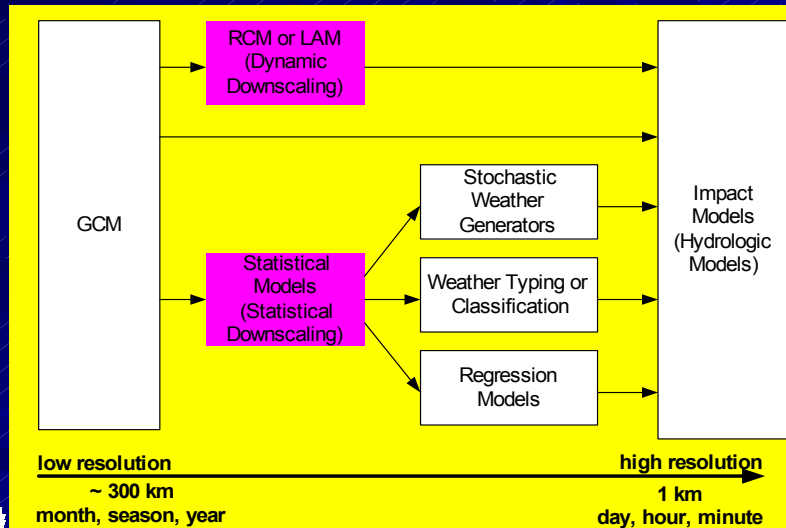 RCM or LAM
(Dynamic
Downscaling)
GCM
Stochastic
Weather
Generators
Statistical
Models
(Statistical
Downscaling)
Weather Typing or
Classification
Regression
Models
Impact
Models
(Hydrologic
Models)
low resolution
high resolution
~ 300 km
1 km
month, season, year
day, hour, minute